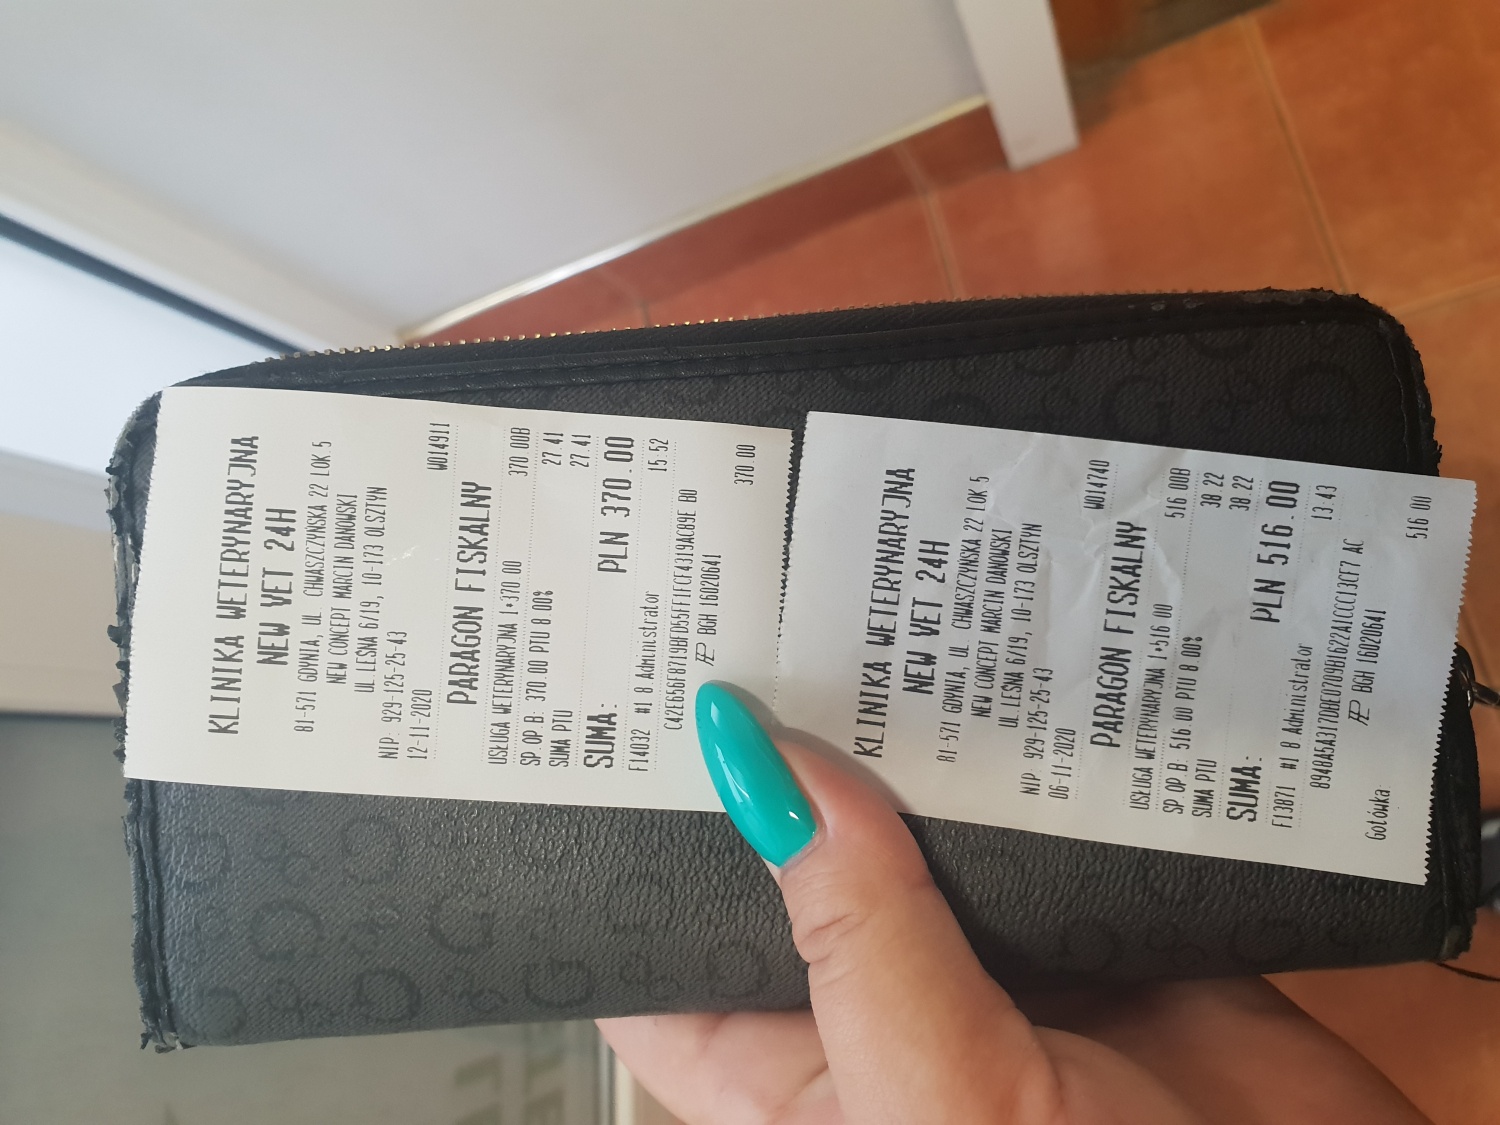 KLINIKA WETERYNARYJNA
NEW VET 24H
81-571 GDYNIA, UL. CHWASZCZYŃSKA 22 LOK 5
NEW CONCEPT MARCIN DANOWSKI
UL.LEŚNA 6/19, 10-173 OLSZTYN
NIP: 929-125-25-43
12-11-2020 W014911
PARAGON FISKALNY
USŁUGA WETERYNARYJNA 1*370.00 370.00B
SP.OP.B: 370.00 PTU 8.00% 27.41
SUMA PTU 27.41
SUMA: PLN 370.00
F14032 #1 8 Administrator 15:52
BGH 16020641
370.00
KLINIKA WETERYNARYJNA
NEW VET 24H
81-571 GDYNIA, UL. CHWASZCZYŃSKA 22 LOK 5
NEW CONCEPT MARCIN DANOWSKI
UL.LEŚNA 6/19, 10-173 OLSZTYN
NIP: 929-125-25-43
06-11-2020 W014740
PARAGON FISKALNY
USŁUGA WETERYNARYJNA 1*516.00 516.00B
SP.OP.B: 516.00 PTU 8.00% 38.22
SUMA PTU 38.22
SUMA: PLN 516.00
F13871 #1 8 Administrator 13:43
BGH 16020641
Gotówka 516.00